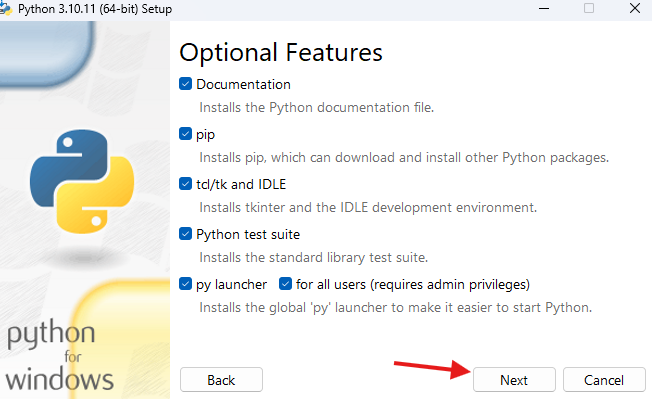 Python 3.10.11 (64-bit) Setup
Optional Features
Documentation
Installs the Python documentation file.
pip
Installs pip, which can download and install other Python packages.
tcl/tk and IDLE
Installs tkinter and the IDLE development environment.
Python test suite
Installs the standard library test suite.
py launcher for all users (requires admin privileges)
Installs the global 'py' launcher to make it easier to start Python.
python
for
windows
Back Next Cancel